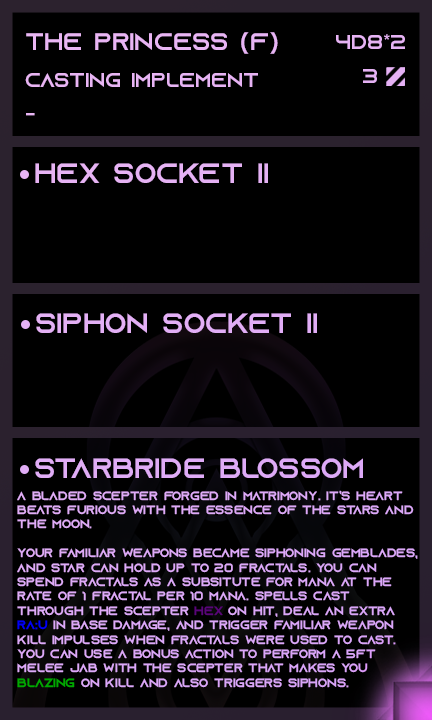 THE PRINCESS (F)
4D8*2
CASTING IMPLEMENT
3
-
•HEX SOCKET II
•SIPHON SOCKET II
•STARBRIDE BLOSSOM
A BLADED SCEPTER FORGED IN MATRIMONY. IT'S HEART
BEATS FURIOUS WITH THE ESSENCE OF THE STARS AND
THE MOON.
YOUR FAMILIAR WEAPONS BECAME SIPHONING GEMBLADES,
AND STAR CAN HOLD UP TO 20 FRACTALS. YOU CAN
SPEND FRACTALS AS A SUBSITUTE FOR MANA AT THE
RATE OF 1 FRACTAL PER 10 MANA. SPELLS CAST
THROUGH THE SCEPTER HEX ON HIT, DEAL AN EXTRA
RA:U IN BASE DAMAGE, AND TRIGGER FAMILIAR WEAPON
KILL IMPULSES WHEN FRACTALS WERE USED TO CAST.
YOU CAN USE A BONUS ACTION TO PERFORM A 5FT
MELEE JAB WITH THE SCEPTER THAT MAKES YOU
BLAZING ON KILL AND ALSO TRIGGERS SIPHONS.